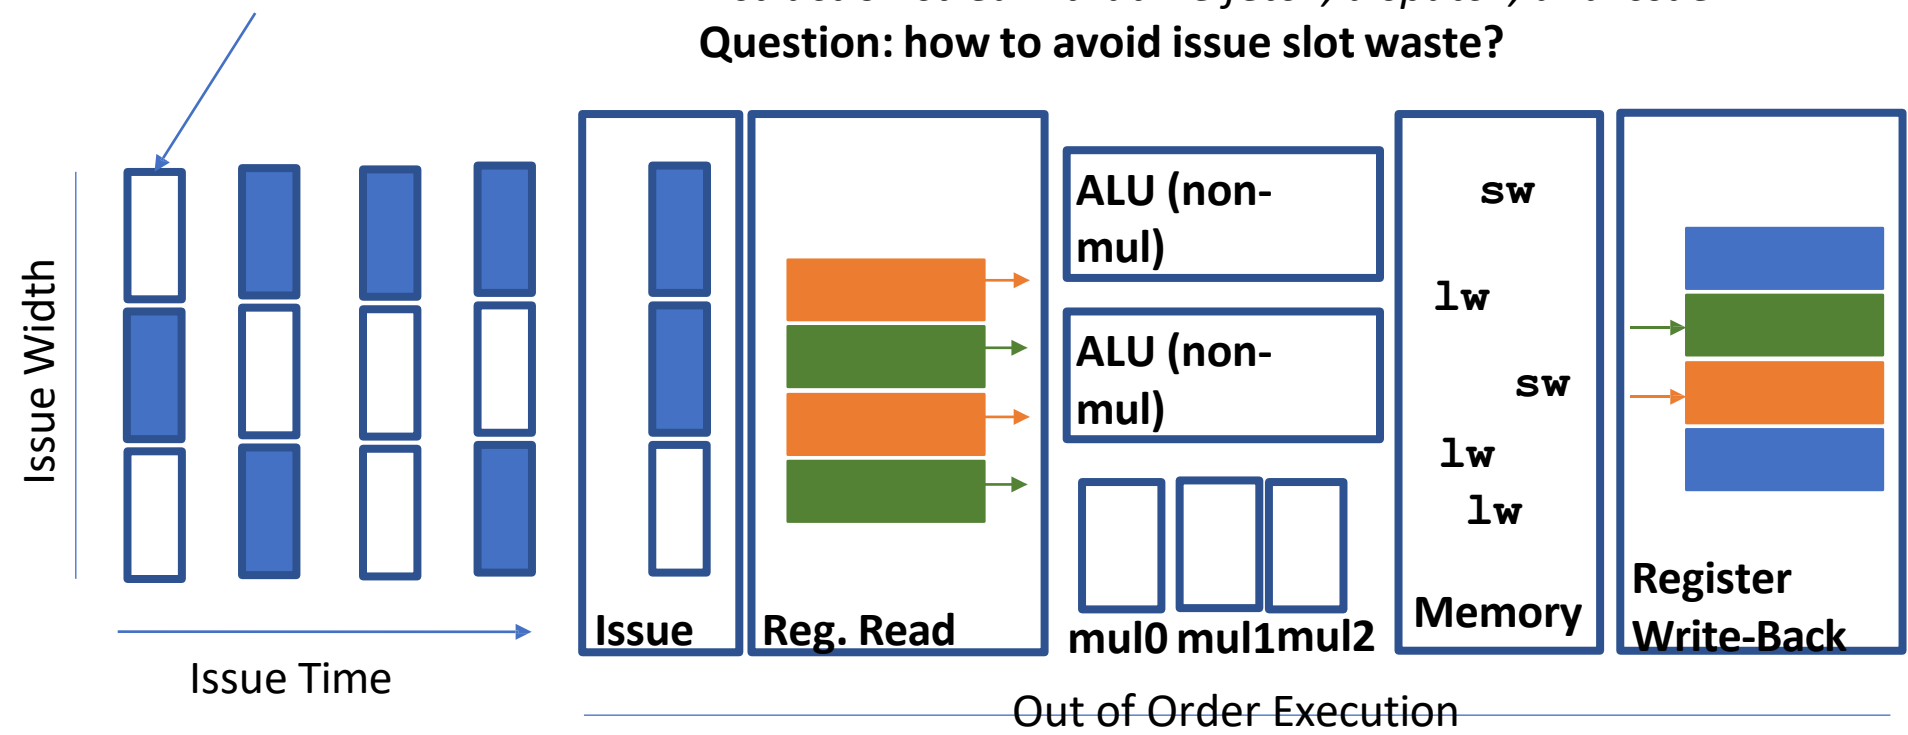 Question: how to avoid issue slot waste?
Issue Width
Issue Time
Issue
Reg. Read
ALU (non-
mul)
ALU (non-
mul)
mul0 mul1 mul2
sw
lw
sw
lw
lw
Memory
Register
Write-Back
Out of Order Execution